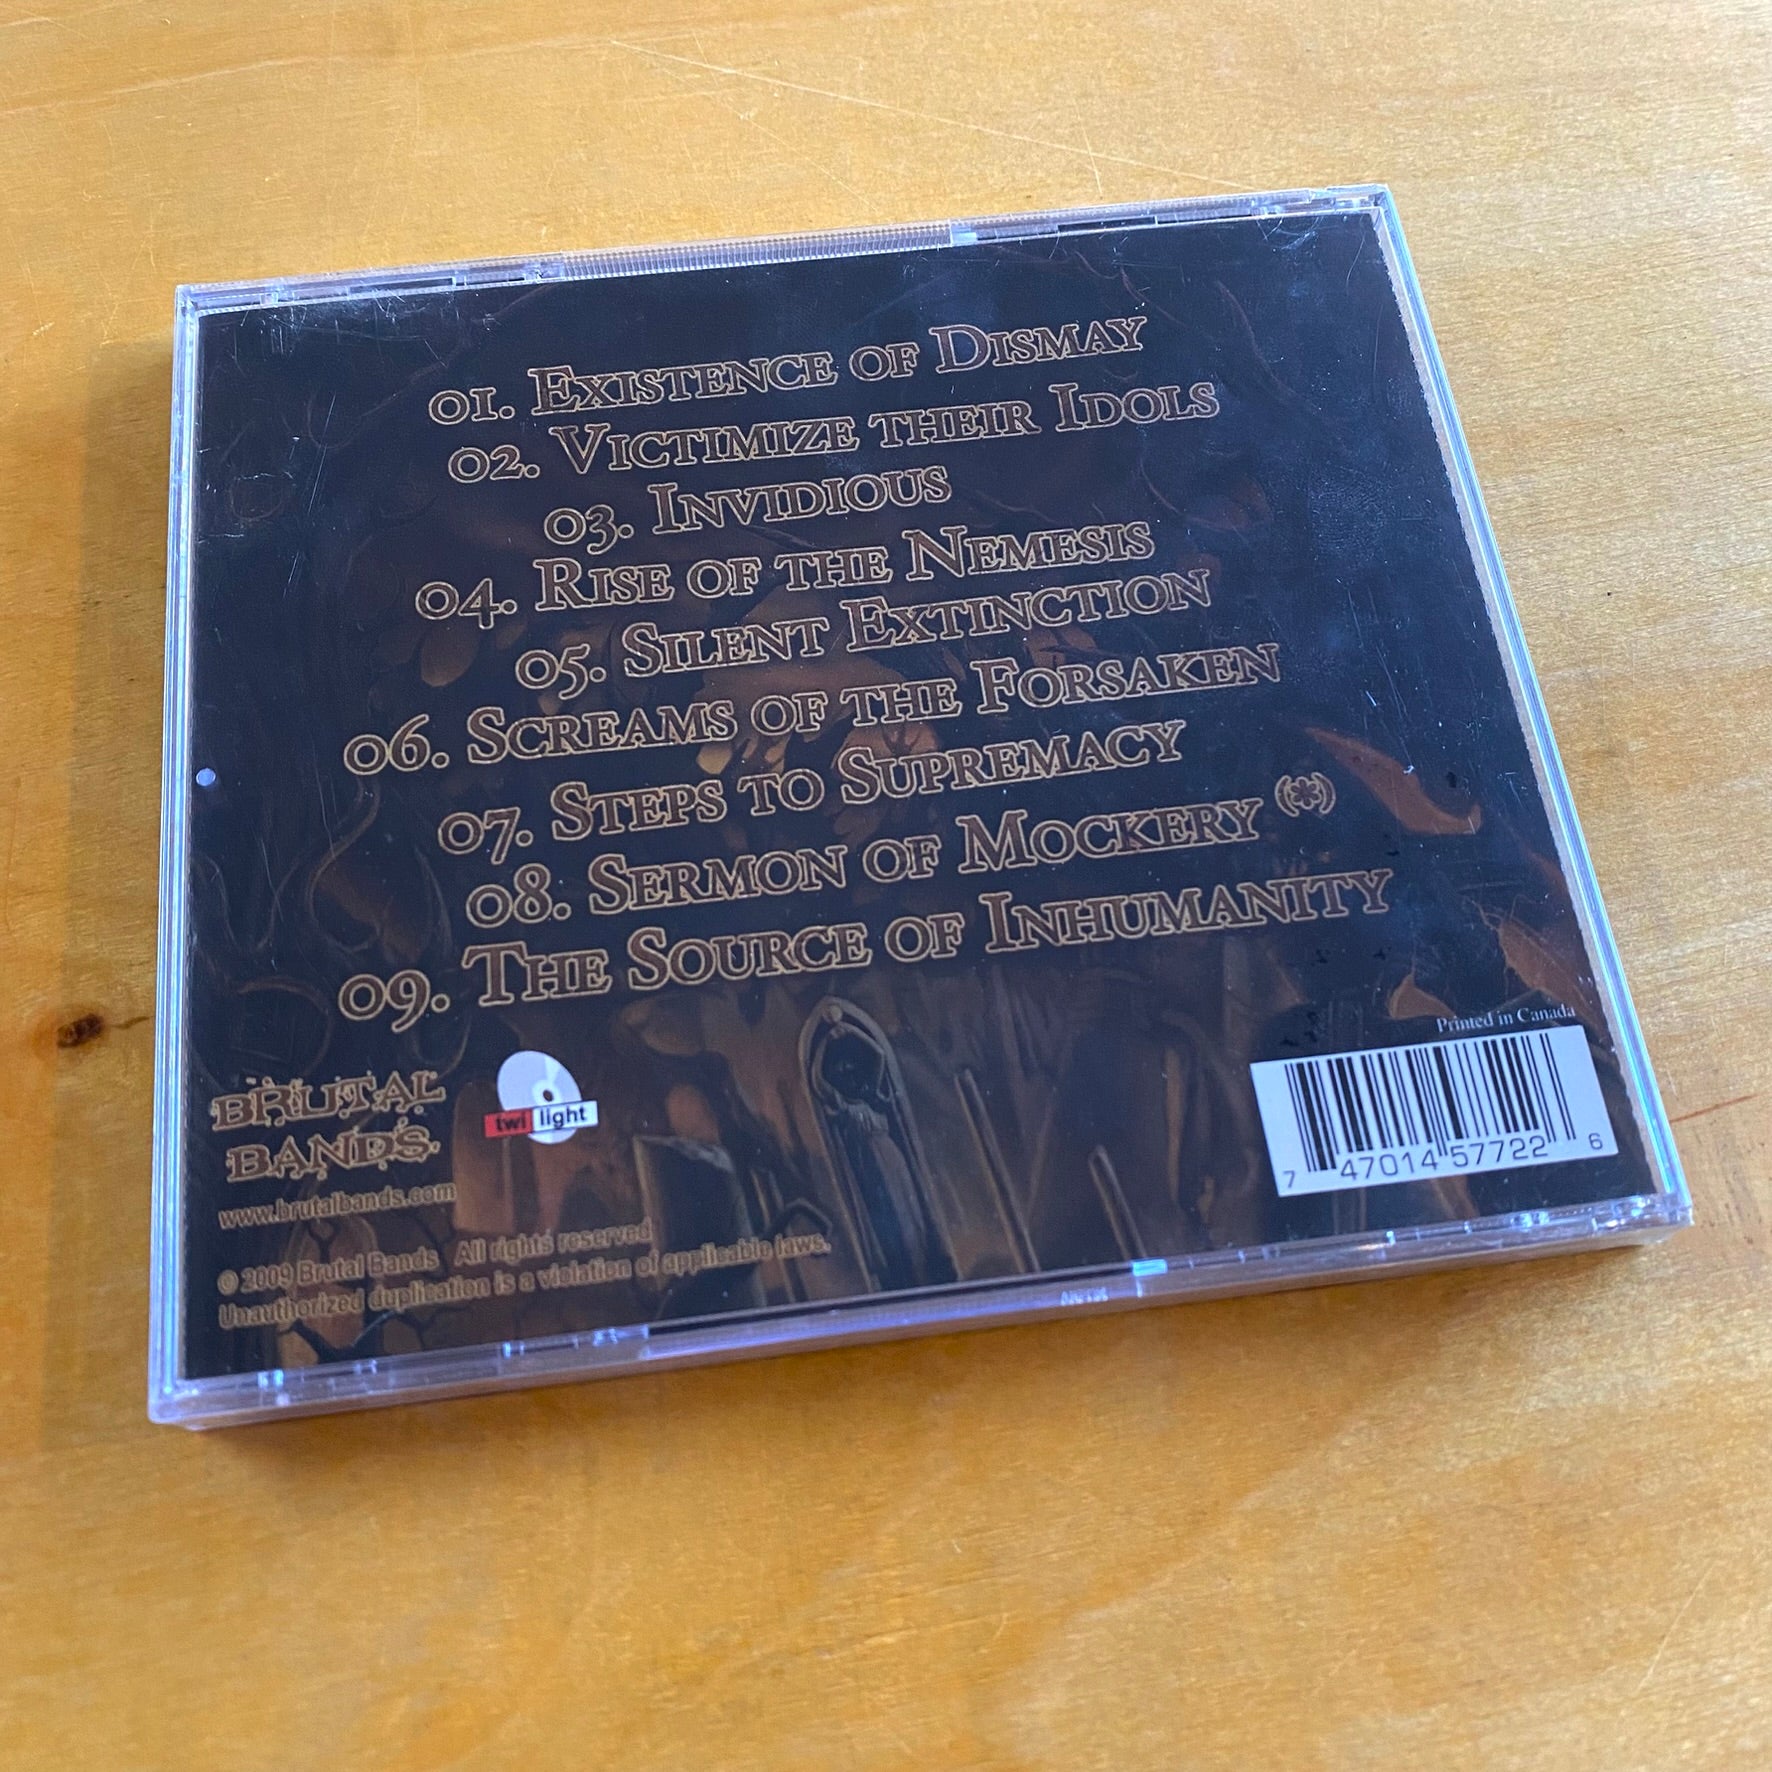 01. Existence of Dismay
02. Victimize their Idols
03. Invidious
04. Rise of the Nemesis
05. Silent Extinction
06. Screams of the Forsaken
07. Steps to Supremacy
08. Sermon of Mockery (*)
09. The Source of Inhumanity
Printed in Canada
7 47014 57722 6
BRUTAL
BANDS
twilight
www.brutalbands.com
© 2009 Brutal Bands All rights reserved
Unauthorized duplication is a violation of applicable laws.